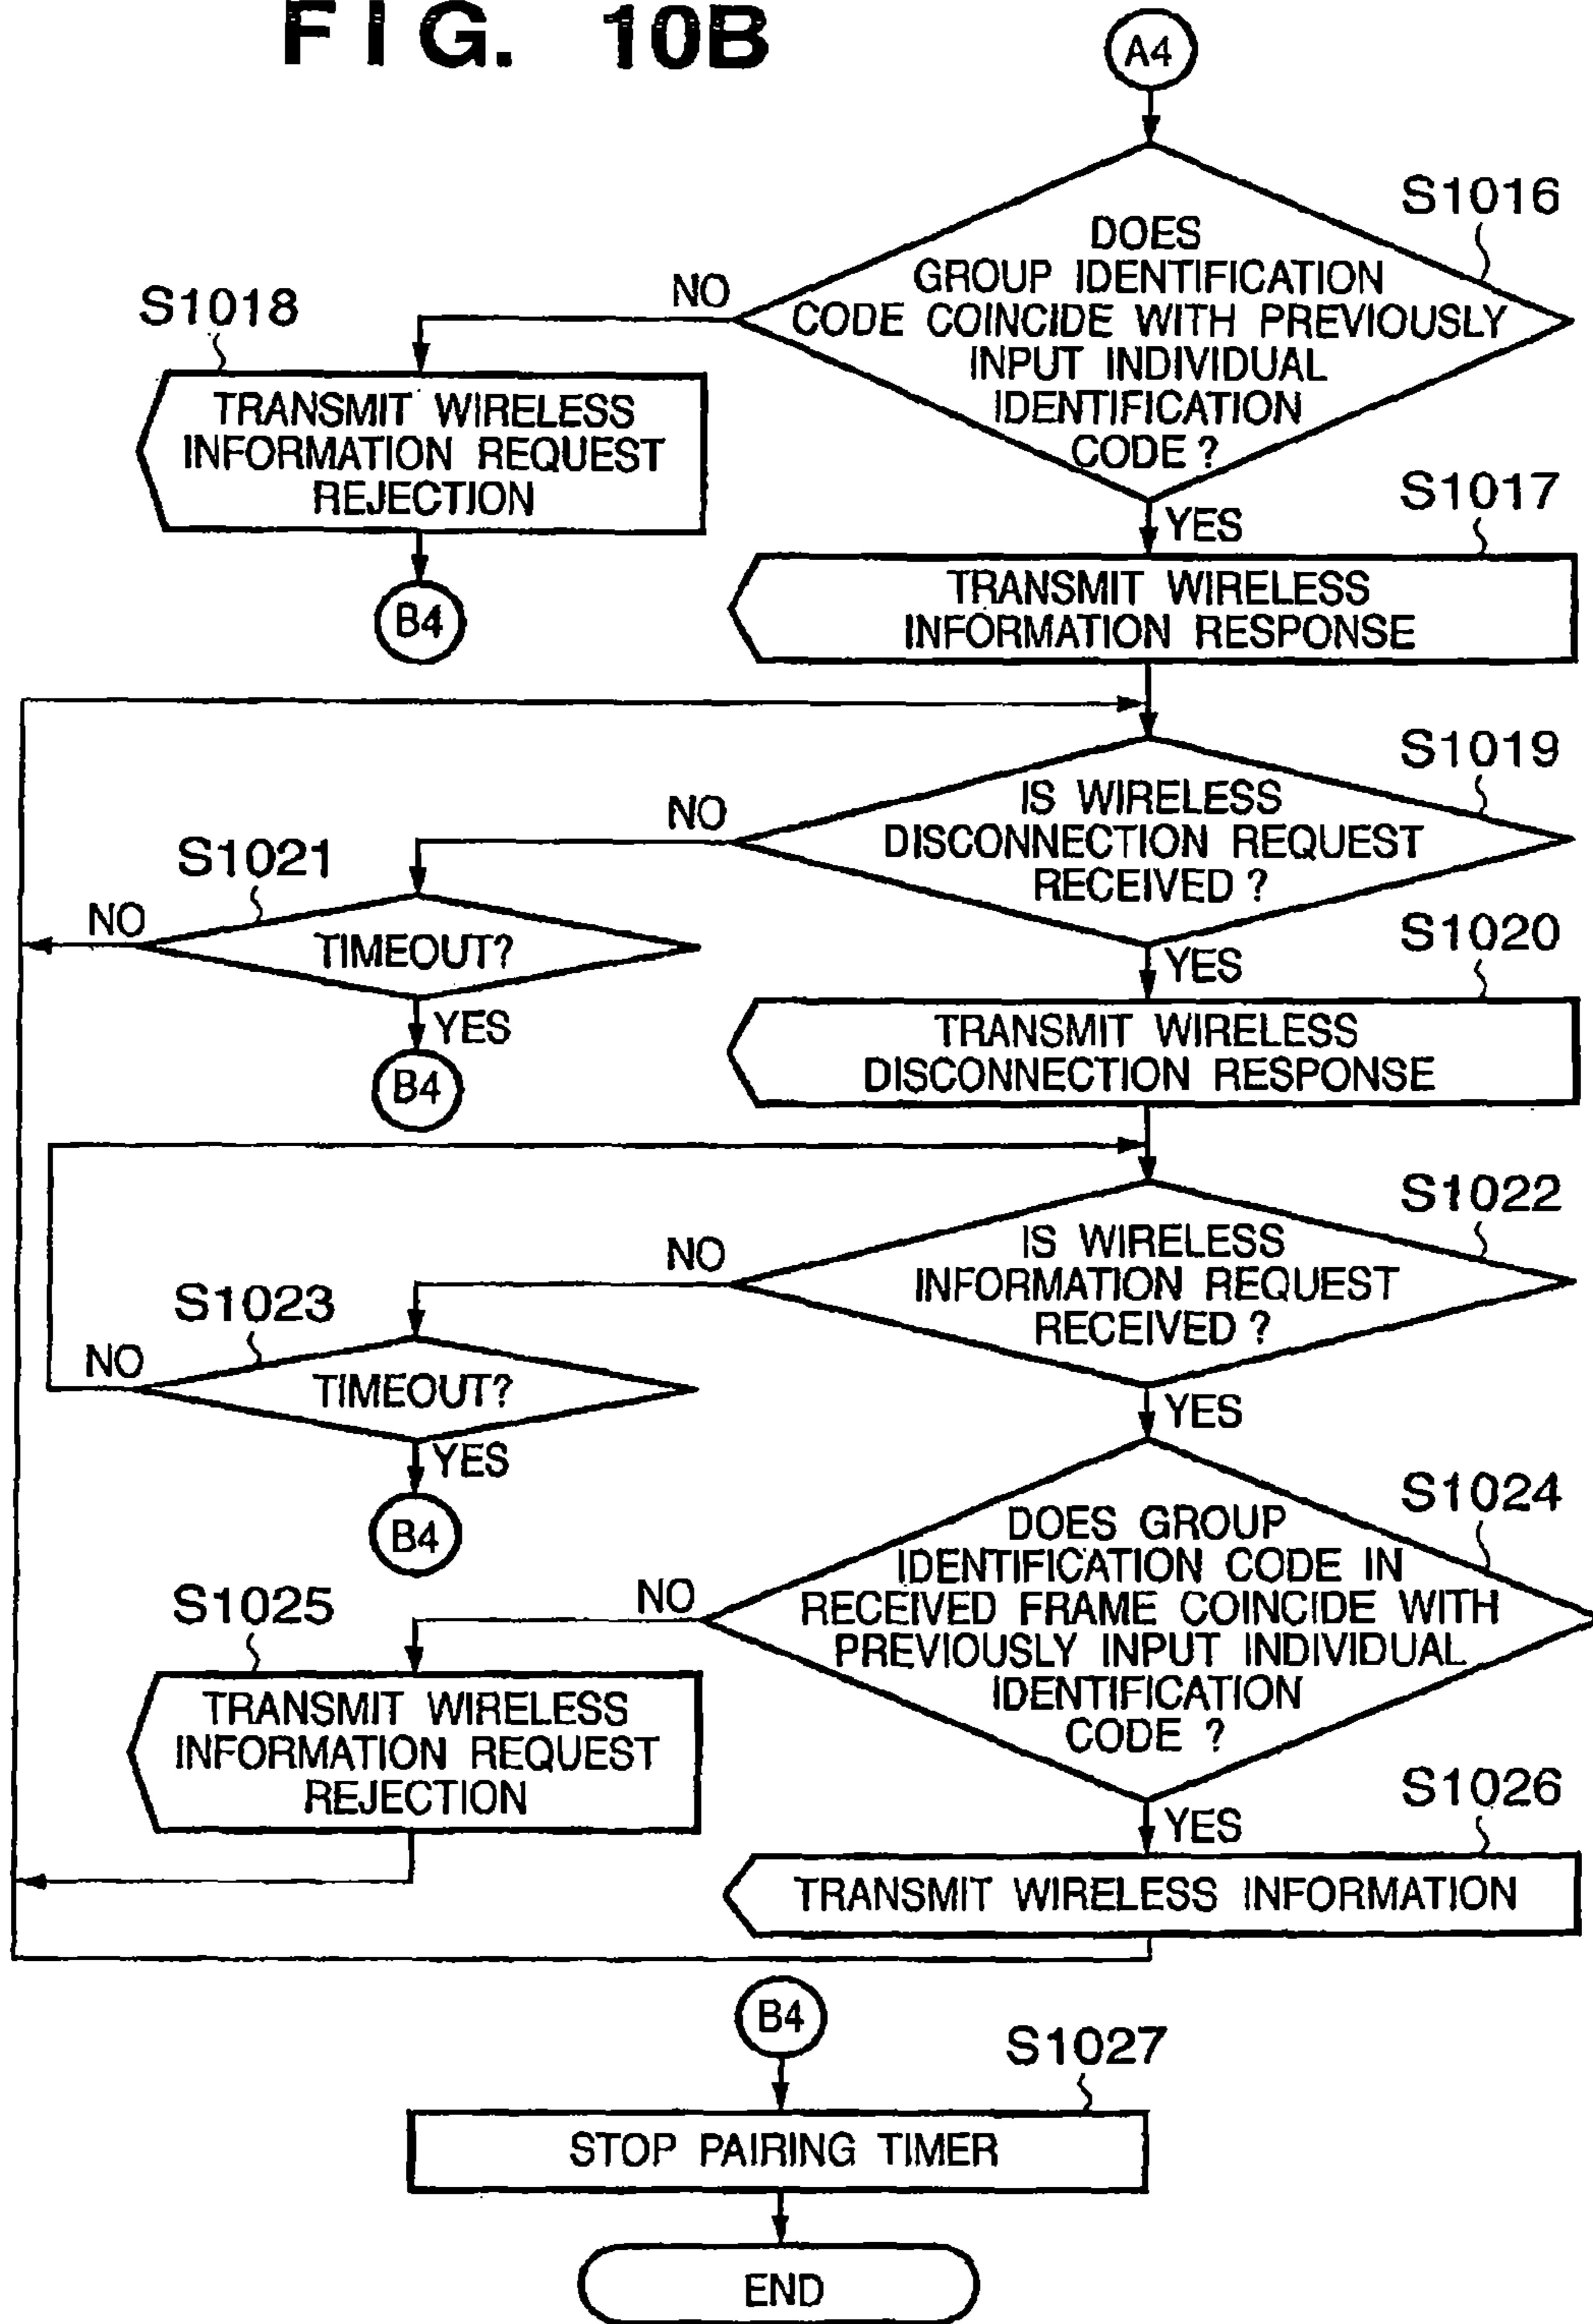 FIG. 10B
A4
S1016
DOES
GROUP IDENTIFICATION
CODE COINCIDE WITH PREVIOUSLY
INPUT INDIVIDUAL
IDENTIFICATION
CODE ?
NO
YES
S1018
TRANSMIT WIRELESS
INFORMATION REQUEST
REJECTION
B4
S1017
TRANSMIT WIRELESS
INFORMATION RESPONSE
S1019
IS WIRELESS
DISCONNECTION REQUEST
RECEIVED ?
NO
YES
S1021
TIMEOUT?
NO
YES
B4
S1020
TRANSMIT WIRELESS
DISCONNECTION RESPONSE
S1022
IS WIRELESS
INFORMATION REQUEST
RECEIVED ?
NO
YES
S1023
TIMEOUT?
NO
YES
B4
S1024
DOES GROUP
IDENTIFICATION CODE IN
RECEIVED FRAME COINCIDE WITH
PREVIOUSLY INPUT INDIVIDUAL
IDENTIFICATION
CODE ?
NO
YES
S1025
TRANSMIT WIRELESS
INFORMATION REQUEST
REJECTION
S1026
TRANSMIT WIRELESS INFORMATION
B4
S1027
STOP PAIRING TIMER
END